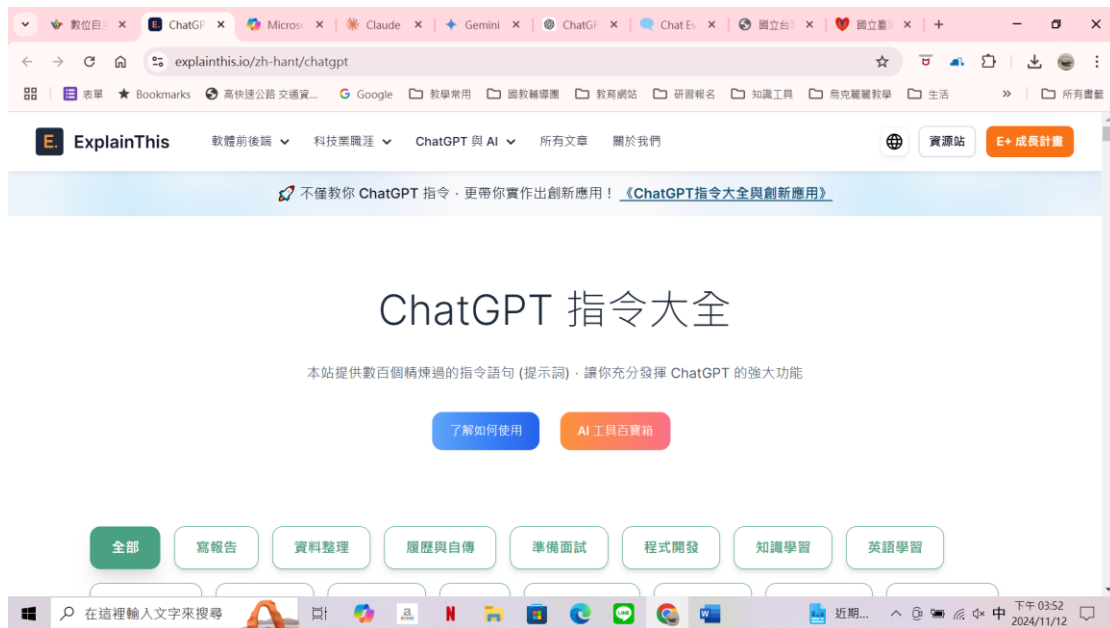 數位自主
ChatGP
Micros
Claude
Gemini
ChatGP
Chat Ev
國立台
國立臺
explainthis.io/zh-hant/chatgpt
表單
Bookmarks
高快速公路 交通資...
Google
教學常用
國教輔導團
教育網站
研習報名
知識工具
烏克麗麗教學
生活
»
所有書籤
E. ExplainThis
軟體前後端
科技業職涯
ChatGPT 與 AI
所有文章
關於我們
資源站
E+ 成長計畫
不僅教你 ChatGPT 指令，更帶你實作出創新應用！ 《ChatGPT指令大全與創新應用》
ChatGPT 指令大全
本站提供數百個精煉過的指令語句 (提示詞)，讓你充分發揮 ChatGPT 的強大功能
了解如何使用
AI 工具百寶箱
全部
寫報告
資料整理
履歷與自傳
準備面試
程式開發
知識學習
英語學習
在這裡輸入文字來搜尋
近期...
中
下午 03:52
2024/11/12